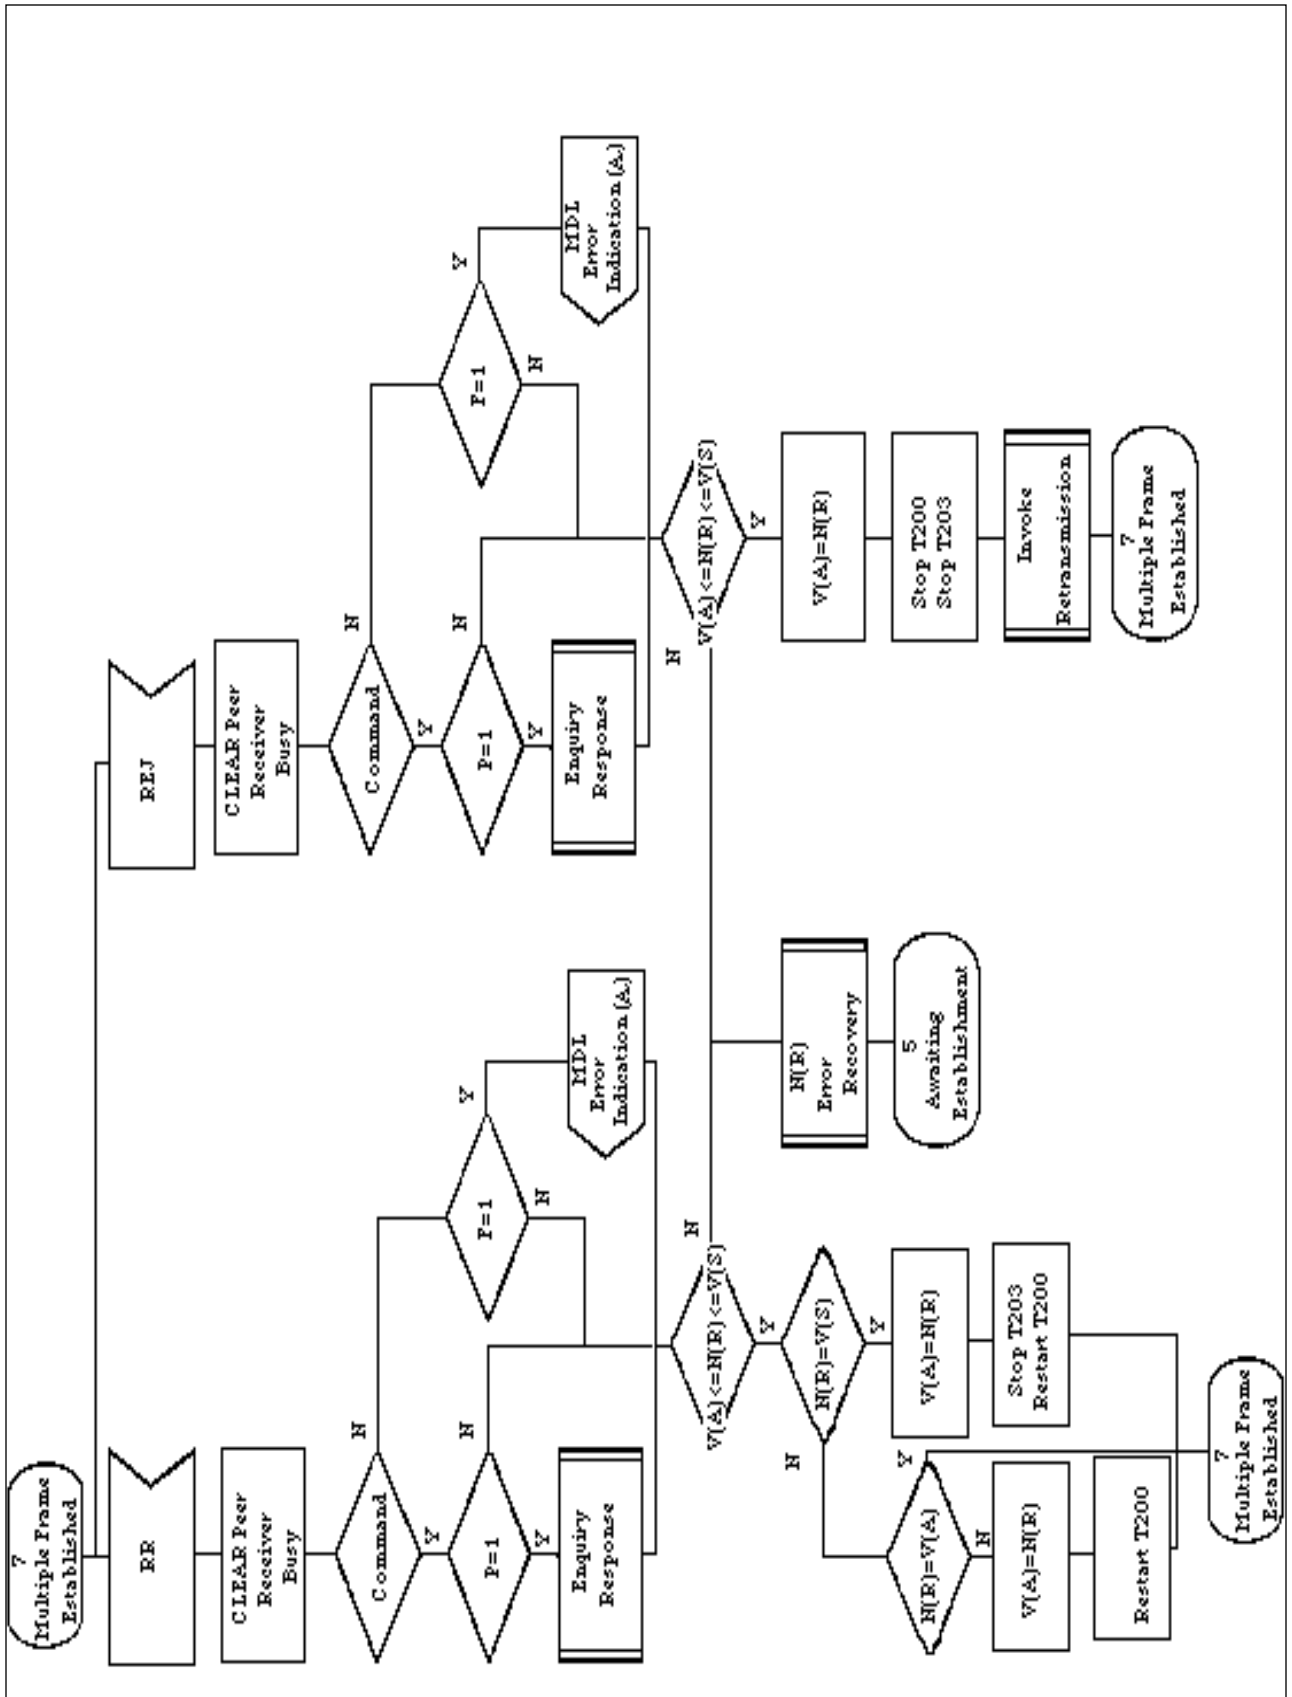 7
Multiple Frame
Established
RR
CLEAR Peer
Receiver
Busy
Command
N
Y
P=1
N
Y
Enquiry
Response
F=1
Y
N
MDL
Error
Indication (A)
V(A)<=N(R)<=V(S)
N
Y
N(R)=V(S)
N
Y
V(A)=N(R)
Stop T203
Restart T200
N(R)=V(A)
Y
N
V(A)=N(R)
Restart T200
7
Multiple Frame
Established
N(R)
Error
Recovery
5
Awaiting
Establishment
REJ
CLEAR Peer
Receiver
Busy
Command
N
Y
P=1
N
Y
Enquiry
Response
F=1
Y
N
MDL
Error
Indication (A)
V(A)<=N(R)<=V(S)
N
Y
V(A)=N(R)
Stop T200
Stop T203
Invoke
Retransmission
7
Multiple Frame
Established